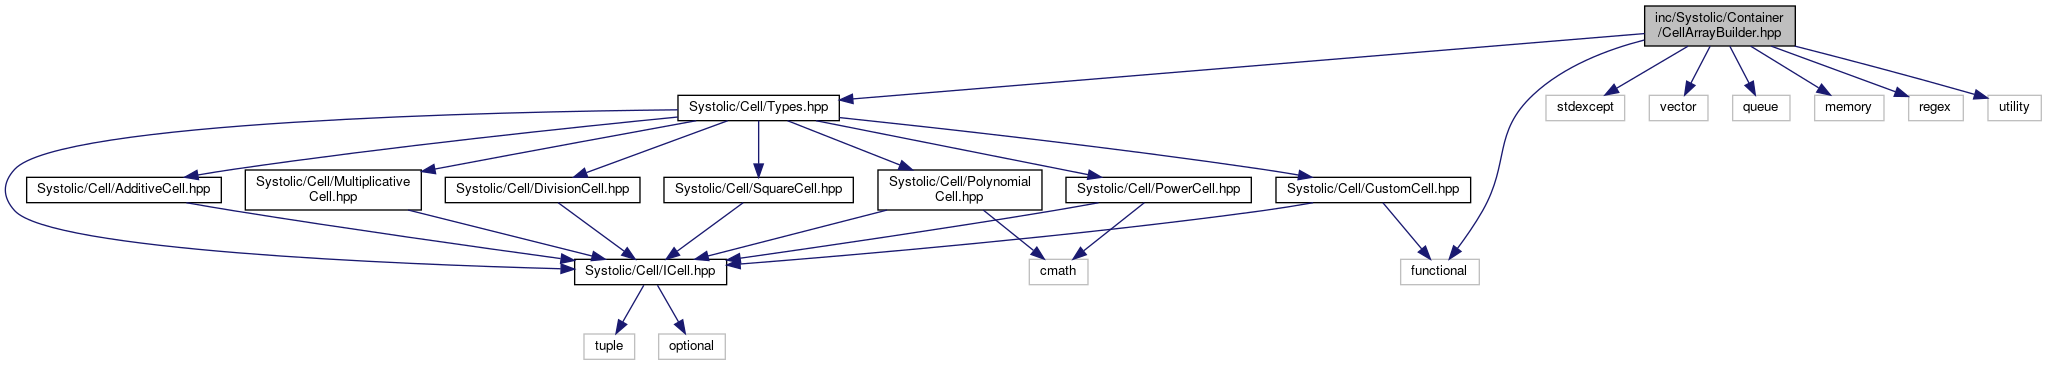 inc/Systolic/Container
/CellArrayBuilder.hpp
Systolic/Cell/Types.hpp
stdexcept
vector
queue
memory
regex
utility
Systolic/Cell/AdditiveCell.hpp
Systolic/Cell/Multiplicative
Cell.hpp
Systolic/Cell/DivisionCell.hpp
Systolic/Cell/SquareCell.hpp
Systolic/Cell/Polynomial
Cell.hpp
Systolic/Cell/PowerCell.hpp
Systolic/Cell/CustomCell.hpp
Systolic/Cell/ICell.hpp
cmath
functional
tuple
optional